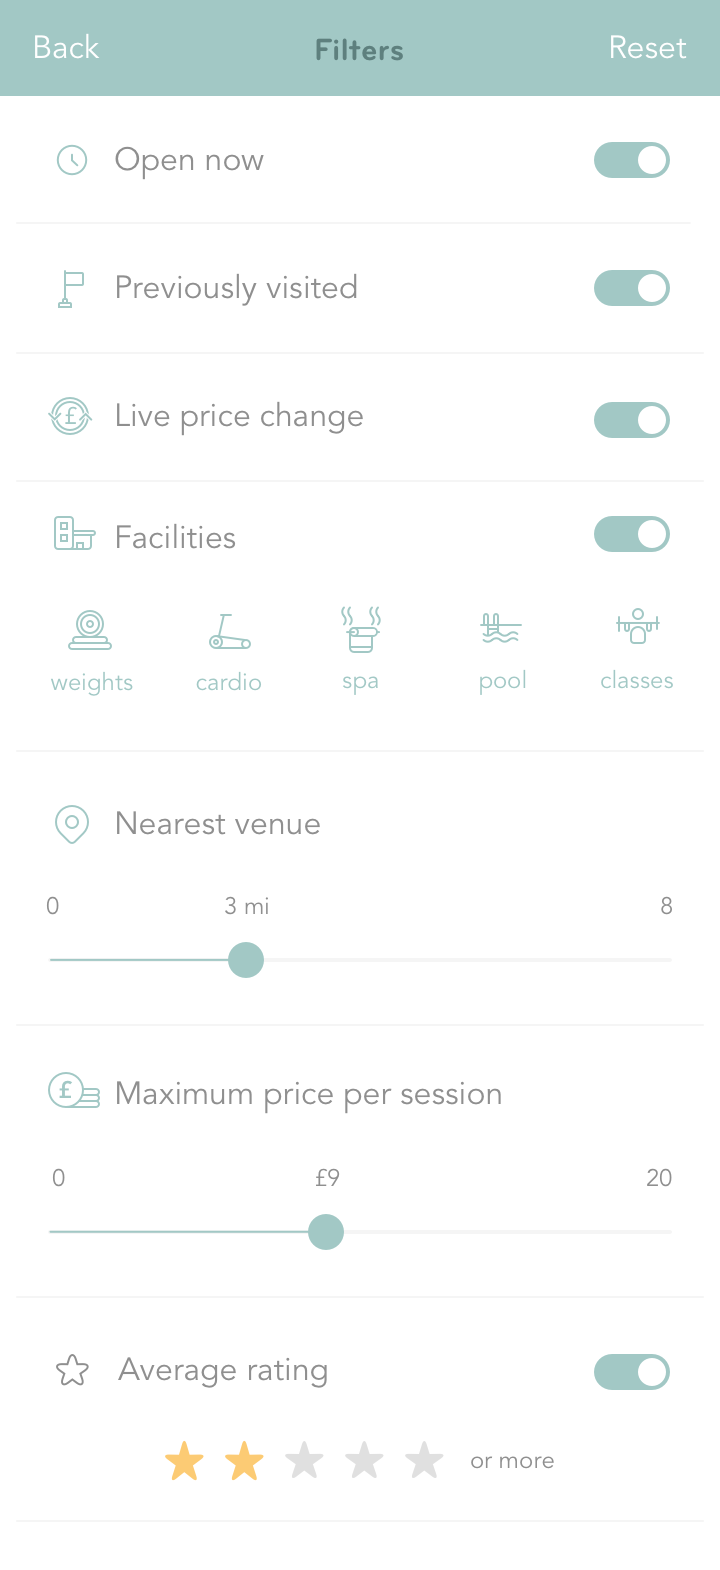 Back Filters Reset
Open now
Previously visited
£ Live price change
Facilities
weights cardio spa pool classes
Nearest venue
0 3 mi 8
£ Maximum price per session
0 £9 20
Average rating
or more